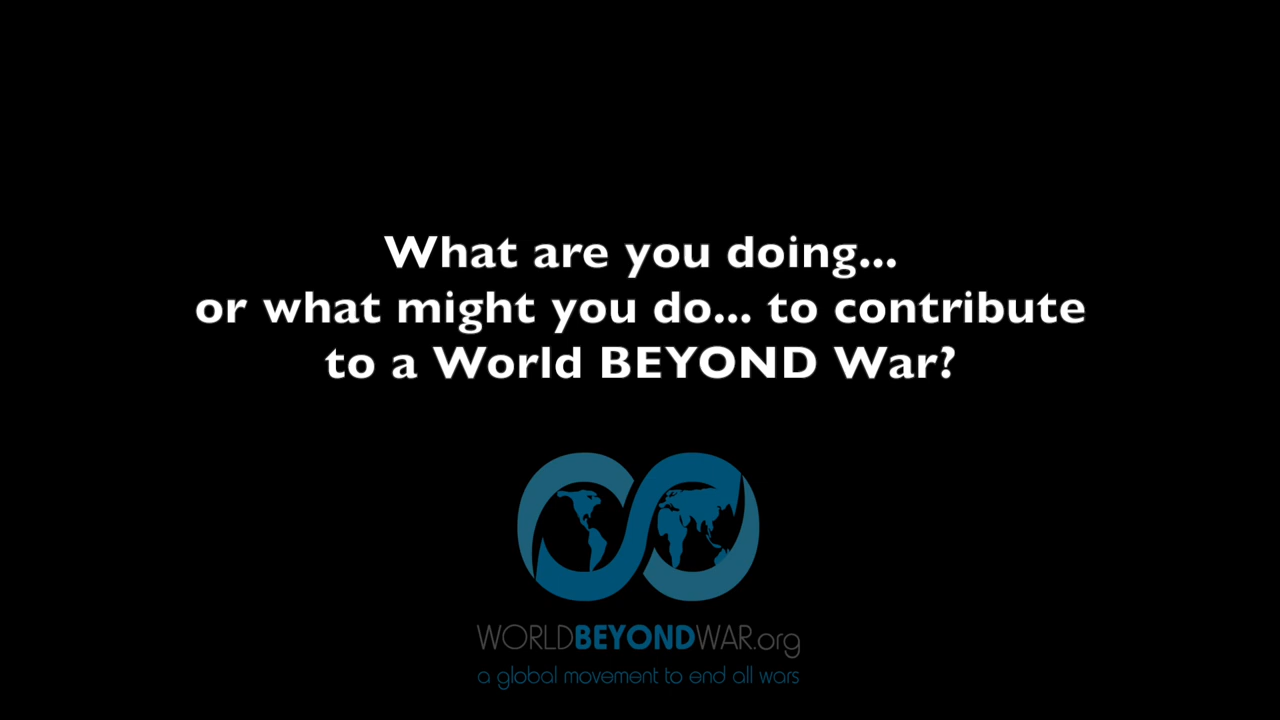 What are you doing...
or what might you do... to contribute
to a World BEYOND War?
WORLDBEYONDWAR.org
a global movement to end all wars